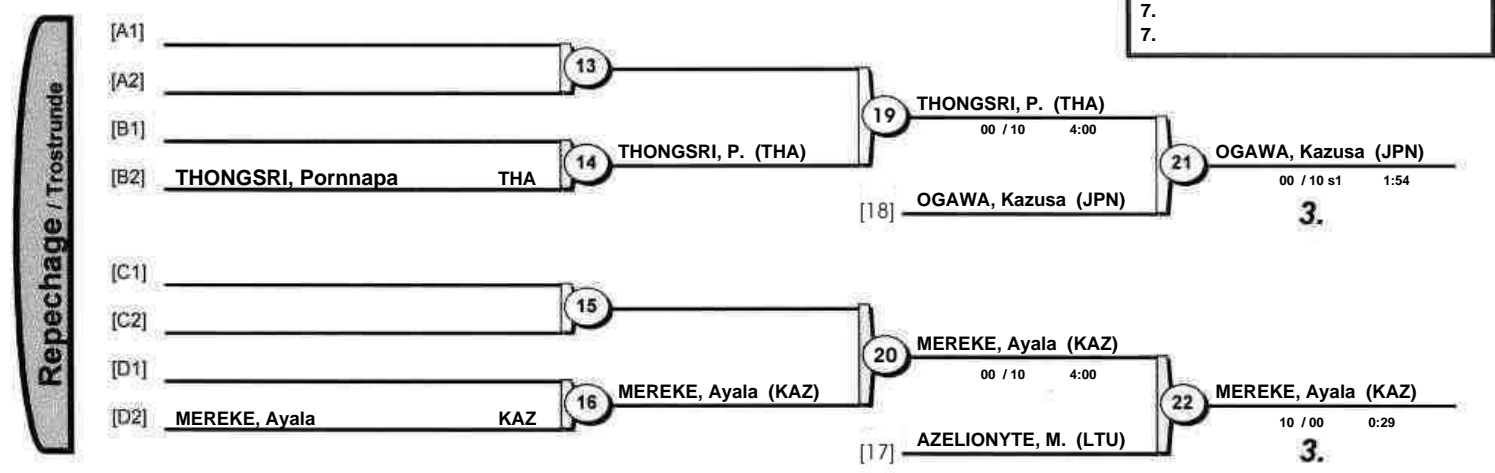 7.
7.
Repechage / Trostrunde
[A1]
13
[A2]
19
THONGSRI, P. (THA)
00 / 10 4:00
[B1]
14
THONGSRI, P. (THA)
21
OGAWA, Kazusa (JPN)
[B2] THONGSRI, Pornnapa THA
00 / 10 s1 1:54
[18] OGAWA, Kazusa (JPN)
3.
[C1]
15
[C2]
20
MEREKE, Ayala (KAZ)
00 / 10 4:00
[D1]
16
MEREKE, Ayala (KAZ)
22
MEREKE, Ayala (KAZ)
[D2] MEREKE, Ayala KAZ
10 / 00 0:29
[17] AZELIONYTE, M. (LTU)
3.